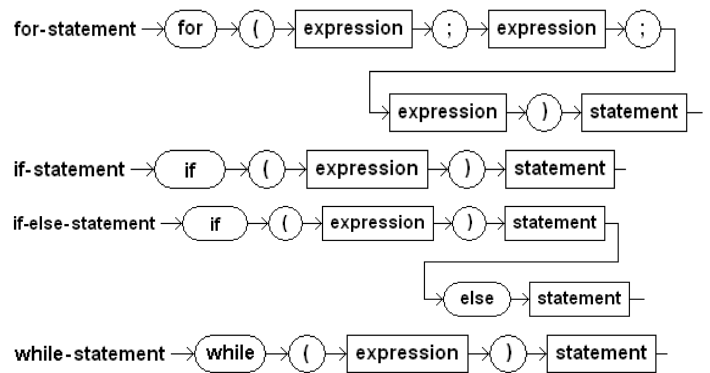 for-statement for ( expression ; expression ;
expression ) statement
if-statement if ( expression ) statement
if-else-statement if ( expression ) statement
else statement
while-statement while ( expression ) statement